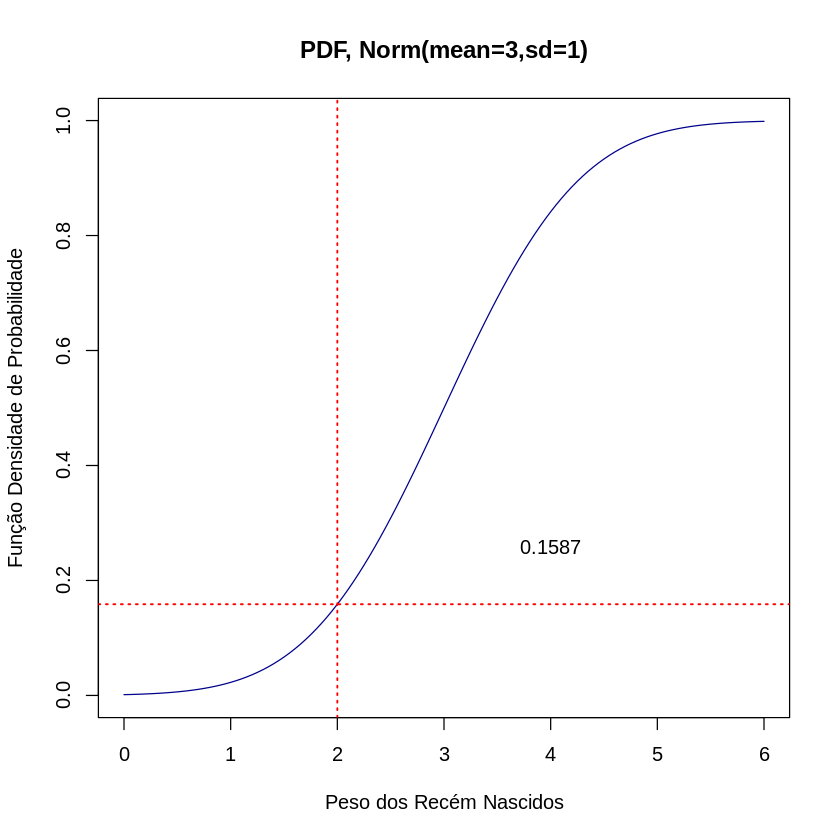 PDF, Norm(mean=3,sd=1)
Função Densidade de Probabilidade
1.0
0.8
0.6
0.4
0.2
0.0
0.1587
0 1 2 3 4 5 6
Peso dos Recém Nascidos